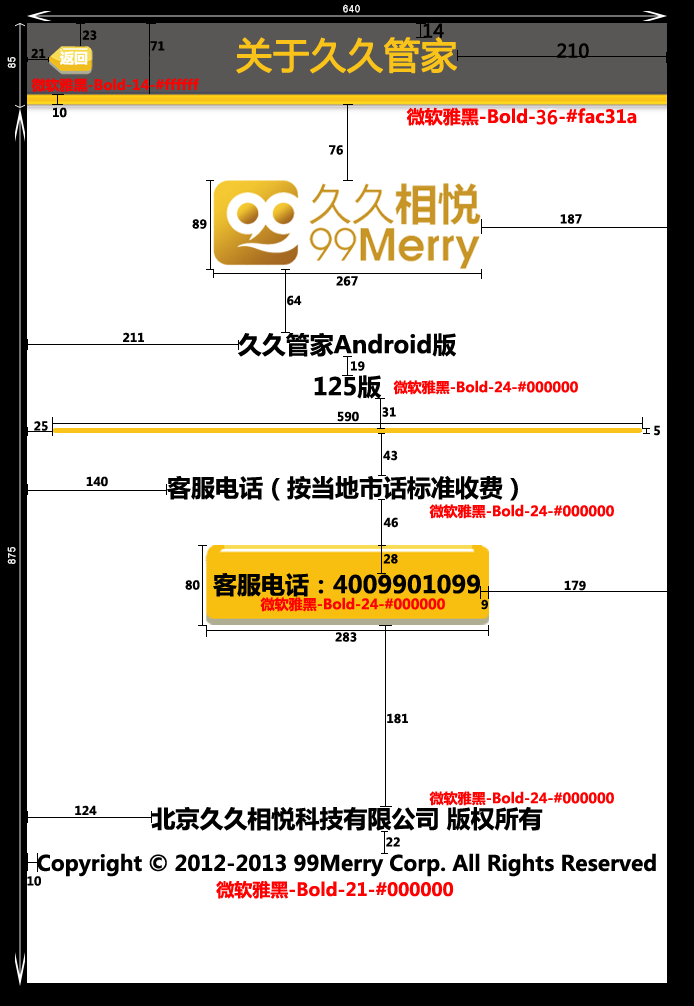 640
23
14
21
返回
71
关于久久管家
210
85
微软雅黑-Bold-14-#ffffff
10
微软雅黑-Bold-36-#fac31a
76
89
久久相悦
99Merry
187
267
64
211
久久管家Android版
19
125版
微软雅黑-Bold-24-#000000
31
590
25
5
43
140
客服电话（按当地市话标准收费）
微软雅黑-Bold-24-#000000
46
875
28
80
客服电话：4009901099
179
微软雅黑-Bold-24-#000000
9
283
181
微软雅黑-Bold-24-#000000
124
北京久久相悦科技有限公司 版权所有
22
Copyright © 2012-2013 99Merry Corp. All Rights Reserved
10
微软雅黑-Bold-21-#000000